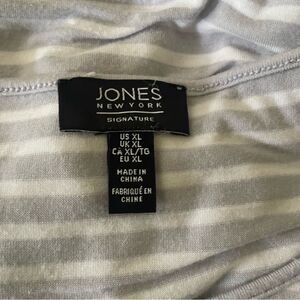 JONES
NEW YORK
SIGNATURE
US XL
UK XL
CA XL/TG
EU XL
MADE IN
CHINA
FABRIQUÉ EN
CHINE